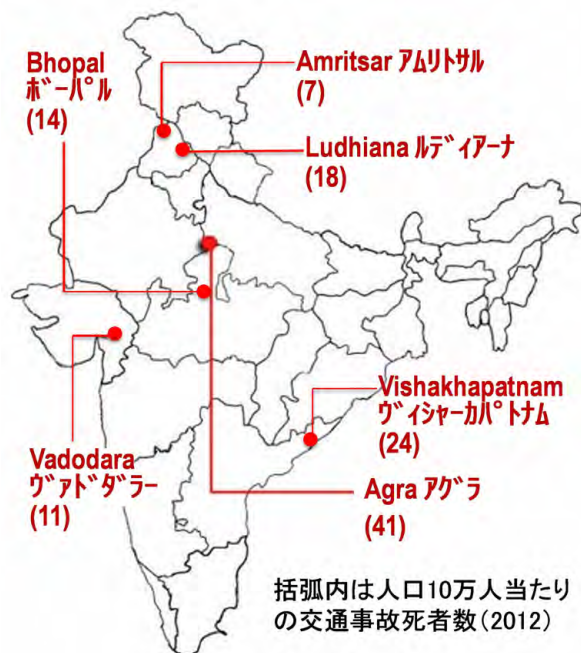 Bhopal
ﾎﾞｰﾊﾟﾙ
(14)
Amritsar ｱﾑﾘﾄｻﾙ
(7)
Ludhiana ﾙﾃﾞｨｱｰﾅ
(18)
Vishakhapatnam
ｳﾞｨｼｬｰｶﾊﾟﾄﾅﾑ
(24)
Vadodara
ｳﾞｧﾄﾞﾀﾞﾗｰ
(11)
Agra ｱｸﾞﾗ
(41)
括弧内は人口10万人当たり
の交通事故死者数(2012)